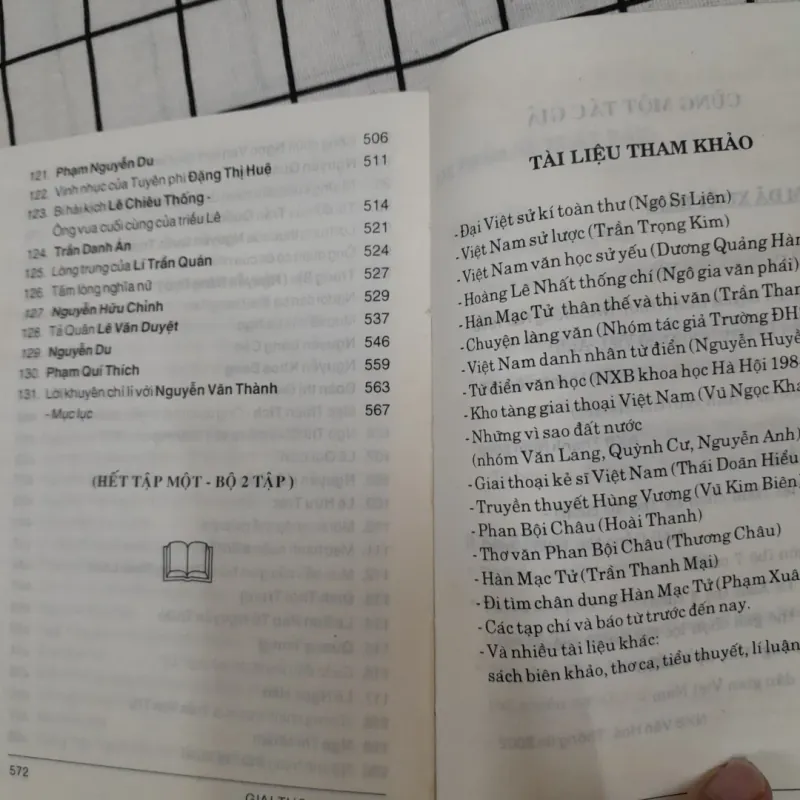 121. Phạm Nguyễn Du 506
122. Vinh nhục của Tuyên phi Đặng Thị Huệ 511
123. Bi hài kịch Lê Chiêu Thống -
Ông vua cuối cùng của triều Lê 514
124. Trần Danh Án 521
125. Lòng trung của Lí Trần Quán 524
126. Tấm lòng nghĩa nữ 527
127. Nguyễn Hữu Chỉnh 529
128. Tả Quân Lê Văn Duyệt 537
129. Nguyễn Du 546
130. Phạm Quí Thích 559
131. Lời khuyên chí lí với Nguyễn Văn Thành 563
- Mục lục 567
(HẾT TẬP MỘT - BỘ 2 TẬP)
572
TÀI LIỆU THAM KHẢO
-Đại Việt sử kí toàn thư (Ngô Sĩ Liên)
-Việt Nam sử lược (Trần Trọng Kim)
-Việt Nam văn học sử yếu (Dương Quảng Hàm
-Hoàng Lê Nhất thống chí (Ngô gia văn phái)
-Hàn Mạc Tử thân thế và thi văn (Trần Than
-Chuyện làng văn (Nhóm tác giả Trường ĐH
-Việt Nam danh nhân từ điển (Nguyễn Huyề
-Từ điển văn học (NXB khoa học Hà Hội 198
-Kho tàng giai thoại Việt Nam (Vũ Ngọc Kha
-Những vì sao đất nước
(nhóm Văn Lang, Quỳnh Cư, Nguyễn Anh)
-Giai thoại kẻ sĩ Việt Nam (Thái Doãn Hiểu
-Truyền thuyết Hùng Vương (Vũ Kim Biên)
-Phan Bội Châu (Hoài Thanh)
-Thơ văn Phan Bội Châu (Thương Châu)
-Hàn Mạc Tử (Trần Thanh Mại)
-Đi tìm chân dung Hàn Mạc Tử (Phạm Xuâ
-Các tạp chí và báo từ trước đến nay.
-Và nhiều tài liệu khác:
sách biên khảo, thơ ca, tiểu thuyết, lí luận